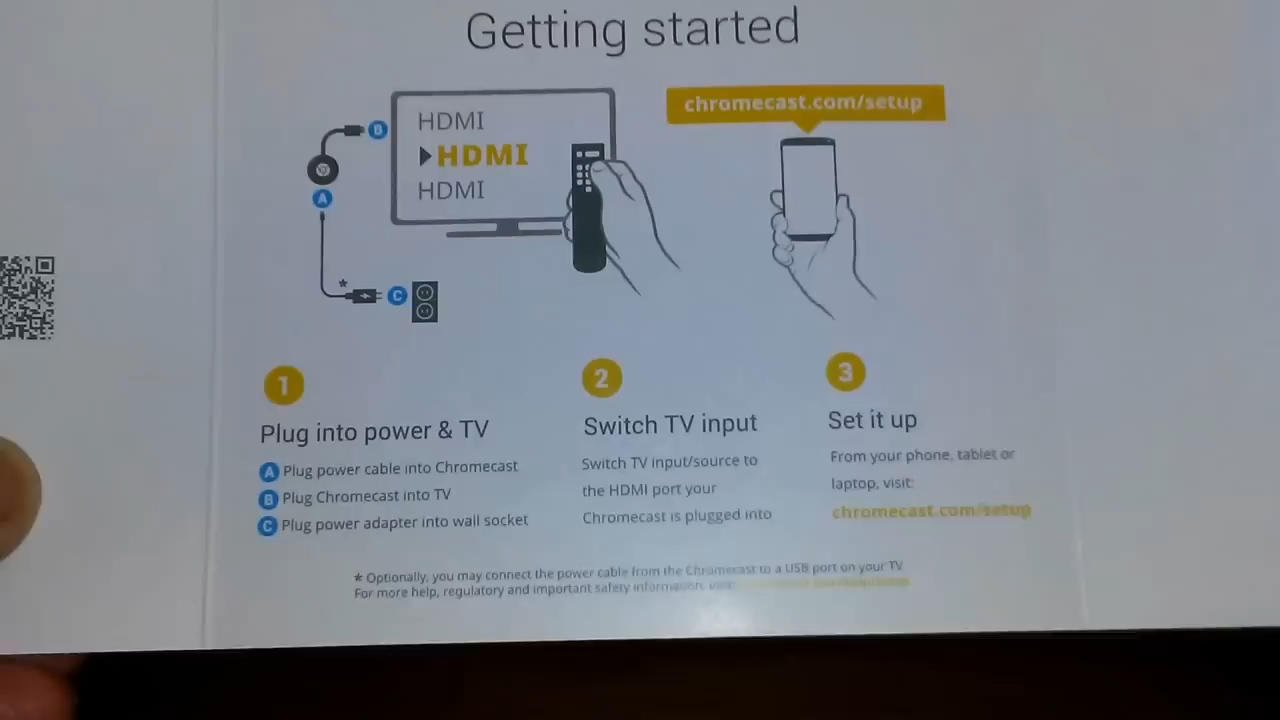 Getting started
chromecast.com/setup
HDMI
HDMI
HDMI
B
A
*
C
1
Plug into power & TV
A Plug power cable into Chromecast
B Plug Chromecast into TV
C Plug power adapter into wall socket
2
Switch TV input
Switch TV input/source to
the HDMI port your
Chromecast is plugged into
3
Set it up
From your phone, tablet or
laptop, visit:
chromecast.com/setup
* Optionally, you may connect the power cable from the Chromecast to a USB port on your TV
For more help, regulatory and important safety information, visit: